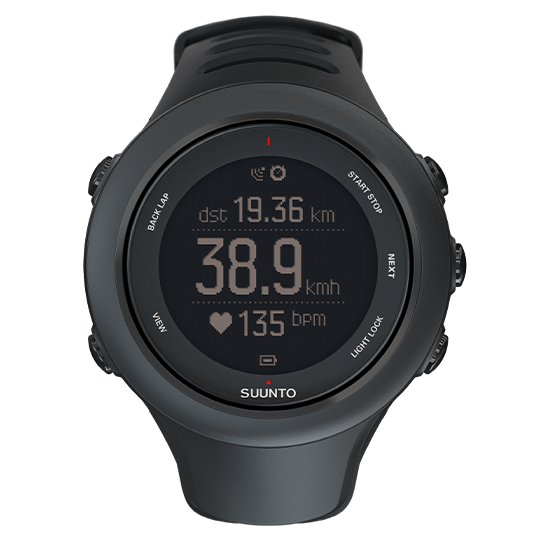 BACK LAP
START STOP
dst 19.36 km
38.9 kmh
135 bpm
NEXT
VIEW
LIGHT LOCK
SUUNTO